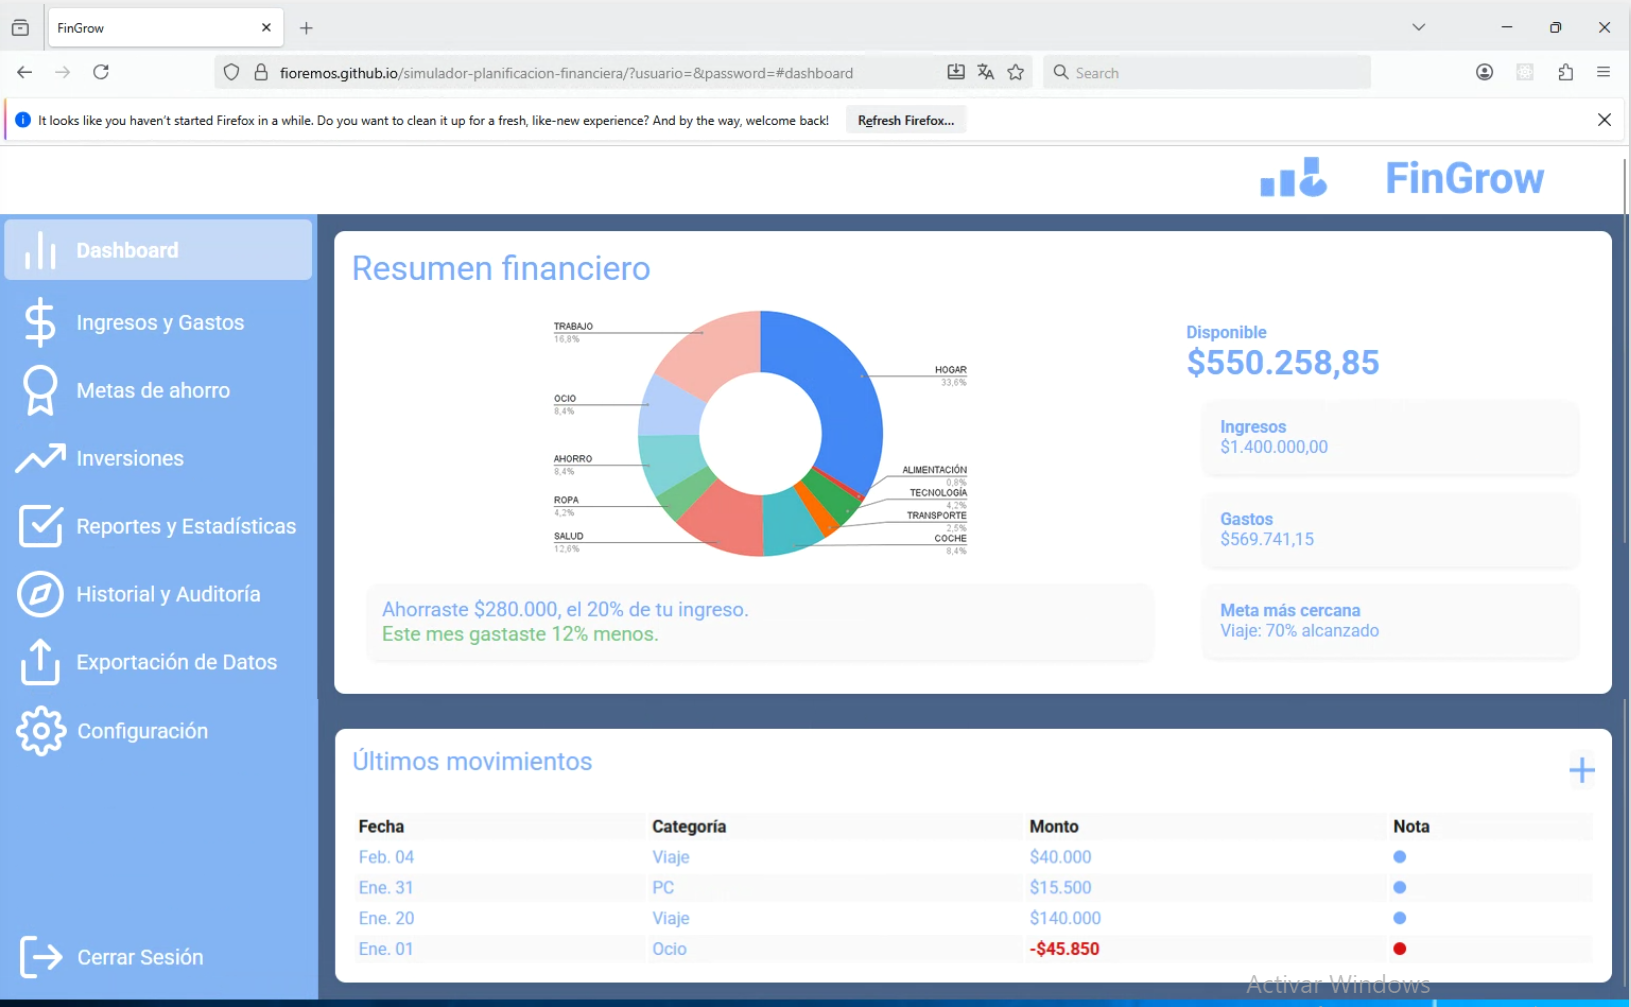 FinGrow
fioremos.github.io/simulador-planificacion-financiera/?usuario=&password=#dashboard
Search
It looks like you haven't started Firefox in a while. Do you want to clean it up for a fresh, like-new experience? And by the way, welcome back!
Refresh Firefox...
FinGrow
Dashboard
Ingresos y Gastos
Metas de ahorro
Inversiones
Reportes y Estadísticas
Historial y Auditoría
Exportación de Datos
Configuración
Cerrar Sesión
Resumen financiero
TRABAJO
16,8%
OCIO
8,4%
AHORRO
8,4%
ROPA
4,2%
SALUD
12,6%
HOGAR
33,6%
ALIMENTACIÓN
0,8%
TECNOLOGÍA
4,2%
TRANSPORTE
2,5%
COCHE
8,4%
Disponible
$550.258,85
Ingresos
$1.400.000,00
Gastos
$569.741,15
Meta más cercana
Viaje: 70% alcanzado
Ahorraste $280.000, el 20% de tu ingreso.
Este mes gastaste 12% menos.
Últimos movimientos
Fecha Categoría Monto Nota
Feb. 04 Viaje $40.000
Ene. 31 PC $15.500
Ene. 20 Viaje $140.000
Ene. 01 Ocio -$45.850
Activar Windows